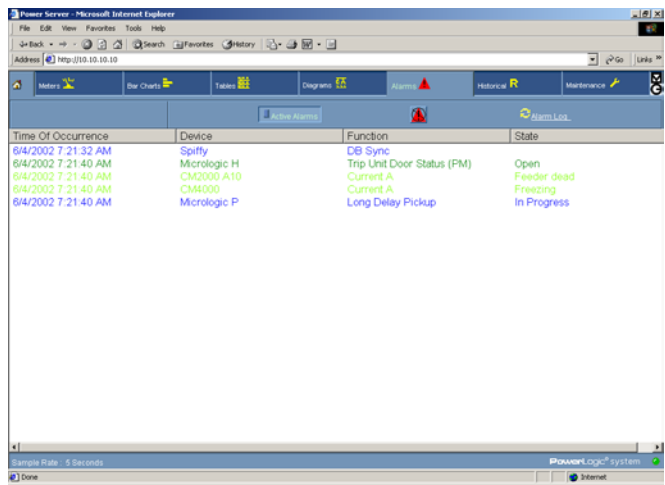 Power Server - Microsoft Internet Explorer
File Edit View Favorites Tools Help
Back Search Favorites History
Address http://10.10.10.10 Go Links »
Meters Bar Charts Tables Diagrams Alarms Historical R Maintenance
Active Alarms Alarm Log
Time Of Occurrence Device Function State
6/4/2002 7:21:32 AM Spiffy DB Sync
6/4/2002 7:21:40 AM Micrologic H Trip Unit Door Status (PM) Open
6/4/2002 7:21:40 AM CM2000 A10 Current A Feeder dead
6/4/2002 7:21:40 AM CM4000 Current A Freezing
6/4/2002 7:21:40 AM Micrologic P Long Delay Pickup In Progress
Sample Rate : 5 Seconds PowerLogic® system
Done Internet